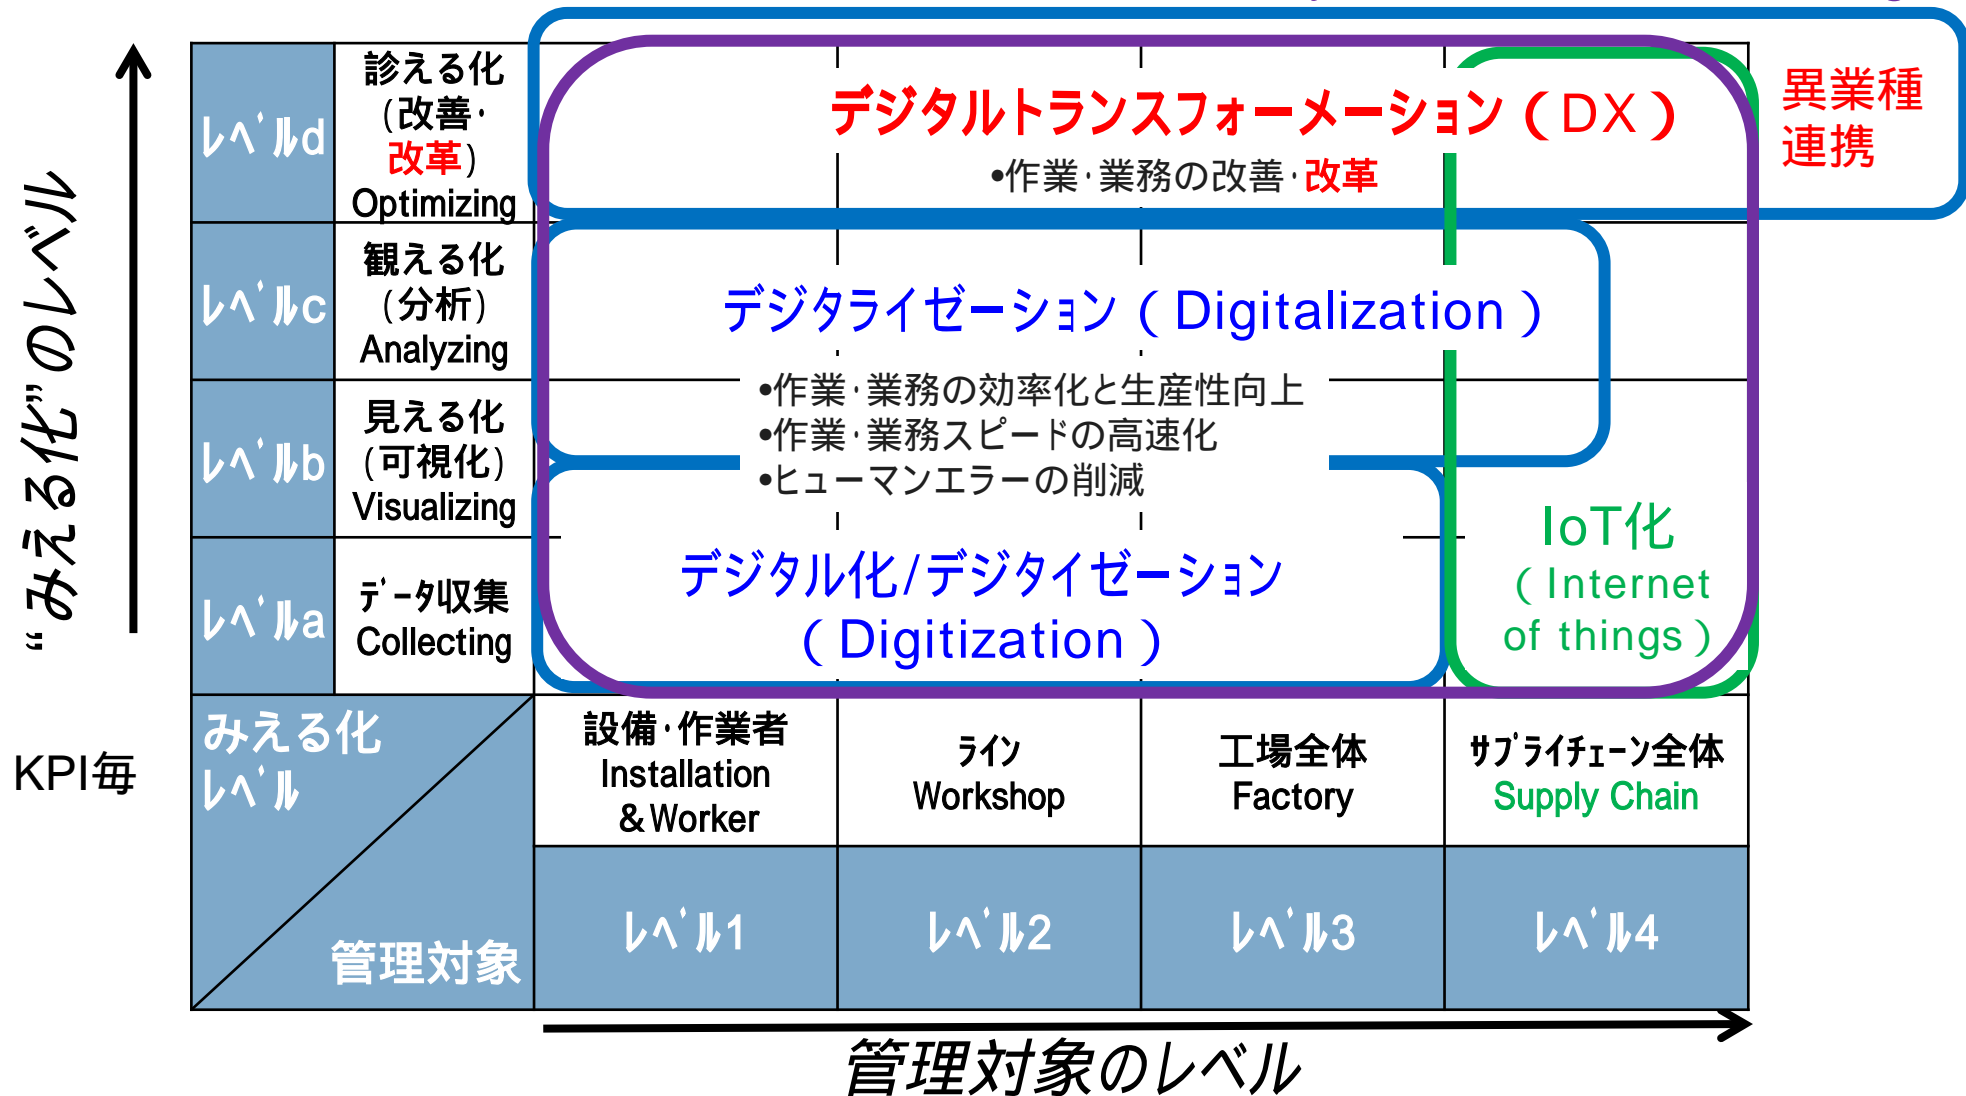 デジタルトランスフォーメーション(DX)
•作業・業務の改善・改革
異業種
連携
レベルd
診える化
(改善・
改革)
Optimizing
レベルc
観える化
(分析)
Analyzing
デジタライゼーション(Digitalization)
•作業・業務の効率化と生産性向上
•作業・業務スピードの高速化
•ヒューマンエラーの削減
レベルb
見える化
(可視化)
Visualizing
レベルa
データ収集
Collecting
デジタル化/デジタイゼーション
(Digitization)
IoT化
(Internet
of things)
“みえる化”のレベル
KPI毎
みえる化
レベル
管理対象
設備・作業者
Installation
&Worker
ライン
Workshop
工場全体
Factory
サプライチェーン全体
Supply Chain
レベル1
レベル2
レベル3
レベル4
管理対象のレベル